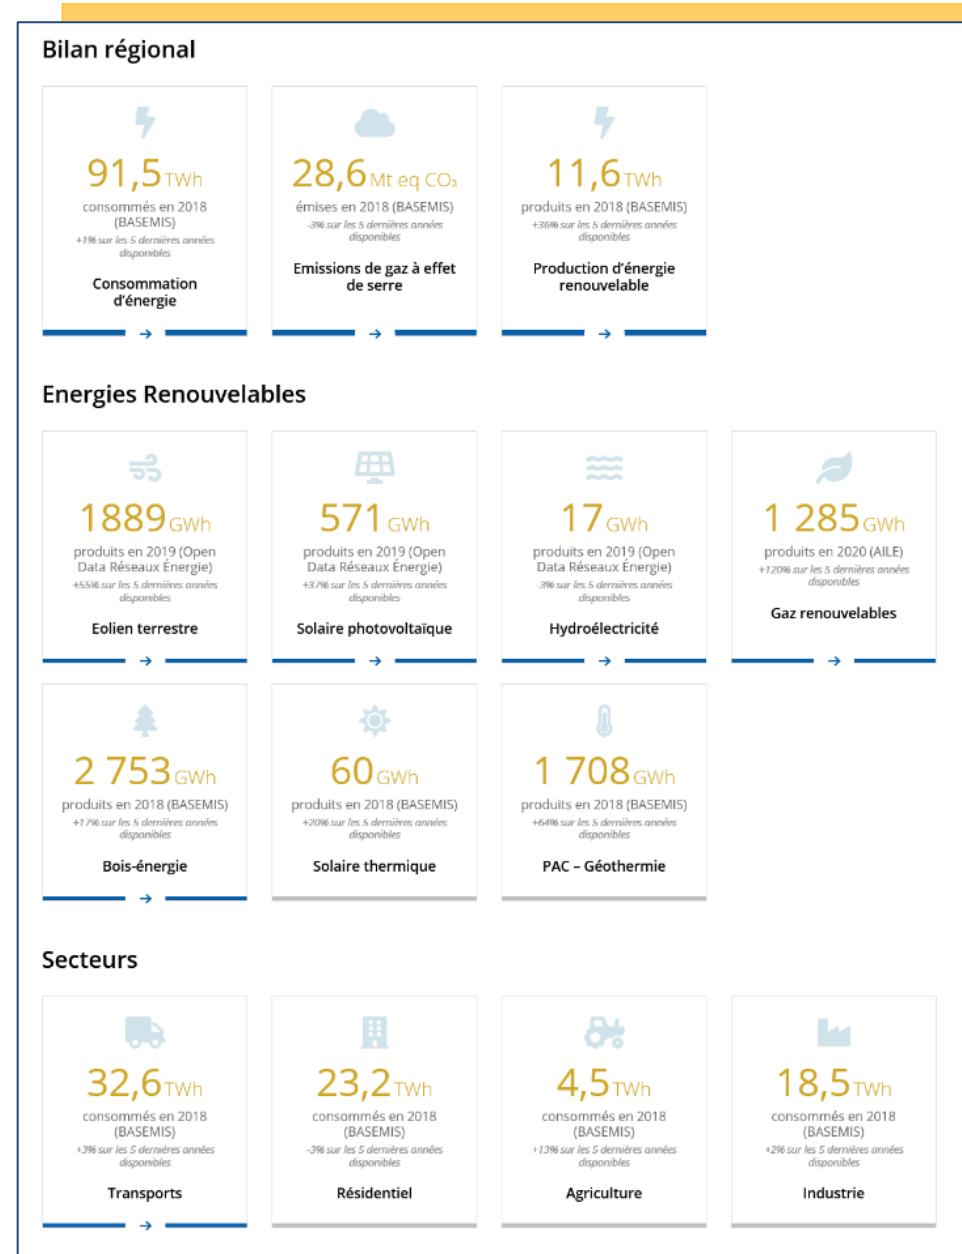 Bilan régional
91,5 TWh
consommés en 2018
(BASEMIS)
+1% sur les 5 dernières années
disponibles
Consommation
d'énergie
28,6 Mt eq CO₂
émises en 2018 (BASEMIS)
-3% sur les 5 dernières années
disponibles
Emissions de gaz à effet
de serre
11,6 TWh
produits en 2018 (BASEMIS)
+36% sur les 5 dernières années
disponibles
Production d'énergie
renouvelable
Energies Renouvelables
1889 GWh
produits en 2019 (Open
Data Réseaux Énergie)
+55% sur les 5 dernières années
disponibles
Eolien terrestre
571 GWh
produits en 2019 (Open
Data Réseaux Énergie)
+37% sur les 5 dernières années
disponibles
Solaire photovoltaïque
17 GWh
produits en 2019 (Open
Data Réseaux Énergie)
-3% sur les 5 dernières années
disponibles
Hydroélectricité
1 285 GWh
produits en 2020 (AILE)
+120% sur les 5 dernières années
disponibles
Gaz renouvelables
2 753 GWh
produits en 2018 (BASEMIS)
+17% sur les 5 dernières années
disponibles
Bois-énergie
60 GWh
produits en 2018 (BASEMIS)
+20% sur les 5 dernières années
disponibles
Solaire thermique
1 708 GWh
produits en 2018 (BASEMIS)
+64% sur les 5 dernières années
disponibles
PAC – Géothermie
Secteurs
32,6 TWh
consommés en 2018
(BASEMIS)
+3% sur les 5 dernières années
disponibles
Transports
23,2 TWh
consommés en 2018
(BASEMIS)
-3% sur les 5 dernières années
disponibles
Résidentiel
4,5 TWh
consommés en 2018
(BASEMIS)
+13% sur les 5 dernières années
disponibles
Agriculture
18,5 TWh
consommés en 2018
(BASEMIS)
+2% sur les 5 dernières années
disponibles
Industrie